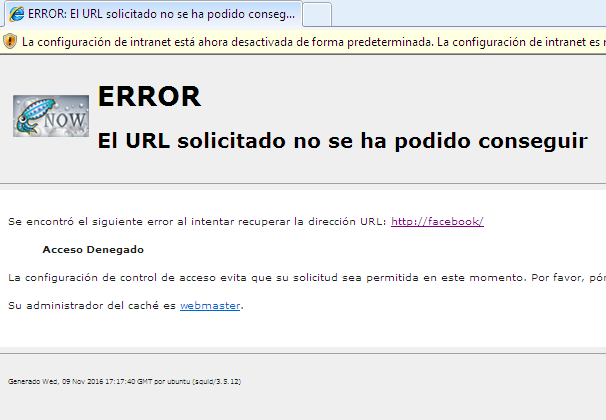 ERROR: El URL solicitado no se ha podido conseg...
La configuración de intranet está ahora desactivada de forma predeterminada. La configuración de intranet es
NOW
ERROR
El URL solicitado no se ha podido conseguir
Se encontró el siguiente error al intentar recuperar la dirección URL: http://facebook/
Acceso Denegado
La configuración de control de acceso evita que su solicitud sea permitida en este momento. Por favor,
Su administrador del caché es webmaster.
Generado Wed, 09 Nov 2016 17:17:40 GMT por ubuntu (squid/3.5.12)